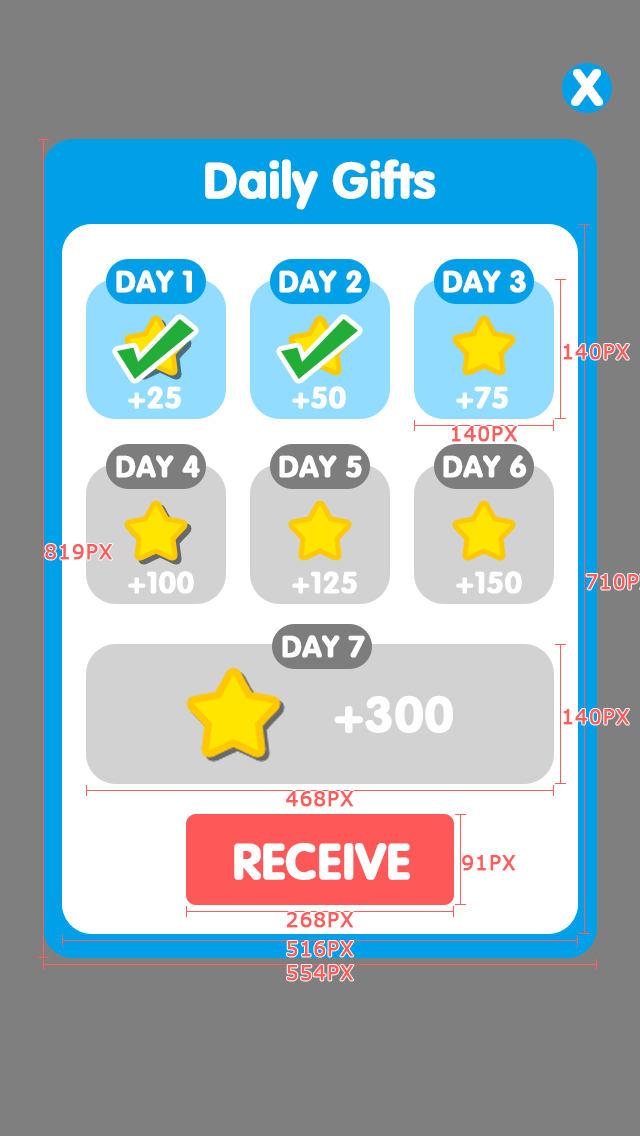 X
Daily Gifts
DAY 1 DAY 2 DAY 3
140PX
+25 +50 +75
140PX
DAY 4 DAY 5 DAY 6
819PX
+100 +125 +150
710P
DAY 7
+300
140PX
468PX
RECEIVE
91PX
268PX
516PX
554PX